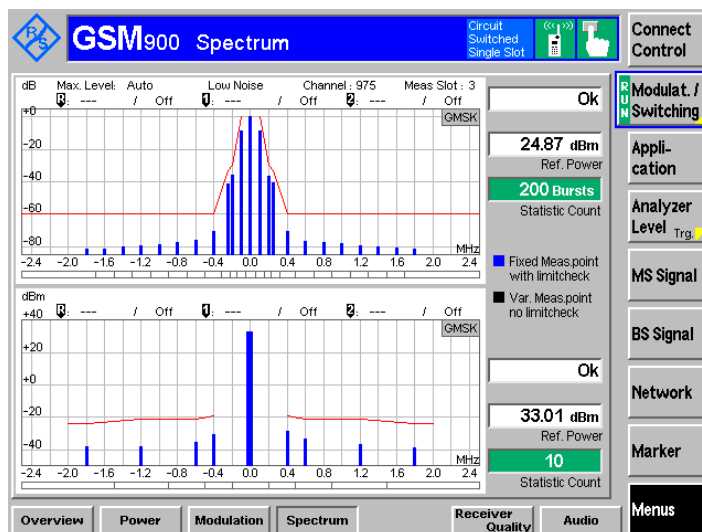 R S
GSM900 Spectrum
Circuit
Switched
Single Slot
Connect
Control
RUN
Modulat. /
Switching
Appli-
cation
Analyzer
Level Trg.
MS Signal
BS Signal
Network
Marker
Menus
dB Max. Level: Auto Low Noise Channel : 975 Meas Slot : 3
R: --- / Off 1: --- / Off 2: --- / Off
GMSK
+0
-20
-40
-60
-80
MHz
-2.4 -2.0 -1.6 -1.2 -0.8 -0.4 0.0 0.4 0.8 1.2 1.6 2.0 2.4
Ok
24.87 dBm
Ref. Power
200 Bursts
Statistic Count
Fixed Meas.point
with limitcheck
Var. Meas.point
no limitcheck
dBm
R: --- / Off 1: --- / Off 2: --- / Off
GMSK
+40
+20
+0
-20
-40
MHz
-2.4 -2.0 -1.6 -1.2 -0.8 -0.4 0.0 0.4 0.8 1.2 1.6 2.0 2.4
Ok
33.01 dBm
Ref. Power
10
Statistic Count
Overview Power Modulation Spectrum Receiver Quality Audio